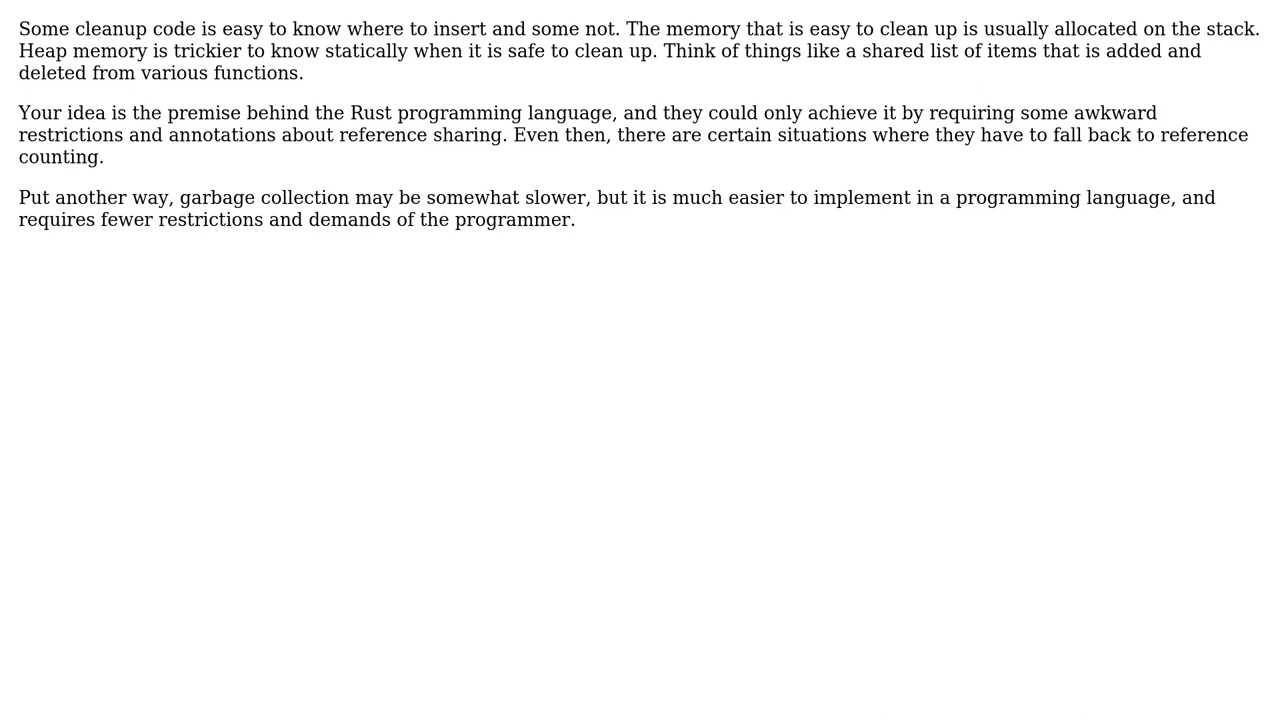 Some cleanup code is easy to know where to insert and some not. The memory that is easy to clean up is usually allocated on the stack.
Heap memory is trickier to know statically when it is safe to clean up. Think of things like a shared list of items that is added and
deleted from various functions.
Your idea is the premise behind the Rust programming language, and they could only achieve it by requiring some awkward
restrictions and annotations about reference sharing. Even then, there are certain situations where they have to fall back to reference
counting.
Put another way, garbage collection may be somewhat slower, but it is much easier to implement in a programming language, and
requires fewer restrictions and demands of the programmer.